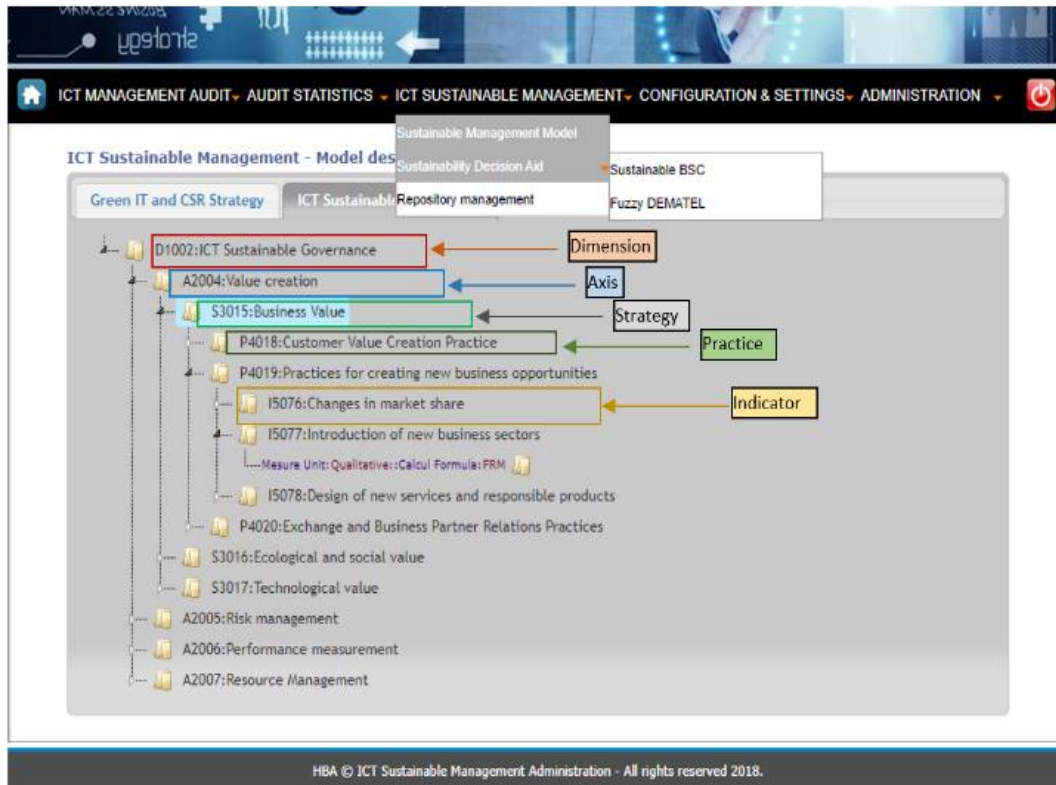 strategy
ICT MANAGEMENT AUDIT AUDIT STATISTICS ICT SUSTAINABLE MANAGEMENT CONFIGURATION & SETTINGS ADMINISTRATION
Sustainable Management Model
ICT Sustainable Management - Model des
Sustainability Decision Aid
Sustainable BSC
Green IT and CSR Strategy
ICT Sustainabl
Repository management
Fuzzy DEMATEL
D1002:ICT Sustainable Governance
Dimension
A2004:Value creation
Axis
S3015:Business Value
Strategy
P4018:Customer Value Creation Practice
Practice
P4019:Practices for creating new business opportunities
I5076:Changes in market share
Indicator
I5077:Introduction of new business sectors
Mesure Unit: Qualitative::Calcul Formula: FRM
I5078:Design of new services and responsible products
P4020:Exchange and Business Partner Relations Practices
S3016:Ecological and social value
S3017:Technological value
A2005:Risk management
A2006:Performance measurement
A2007:Resource Management
HBA © ICT Sustainable Management Administration - All rights reserved 2018.